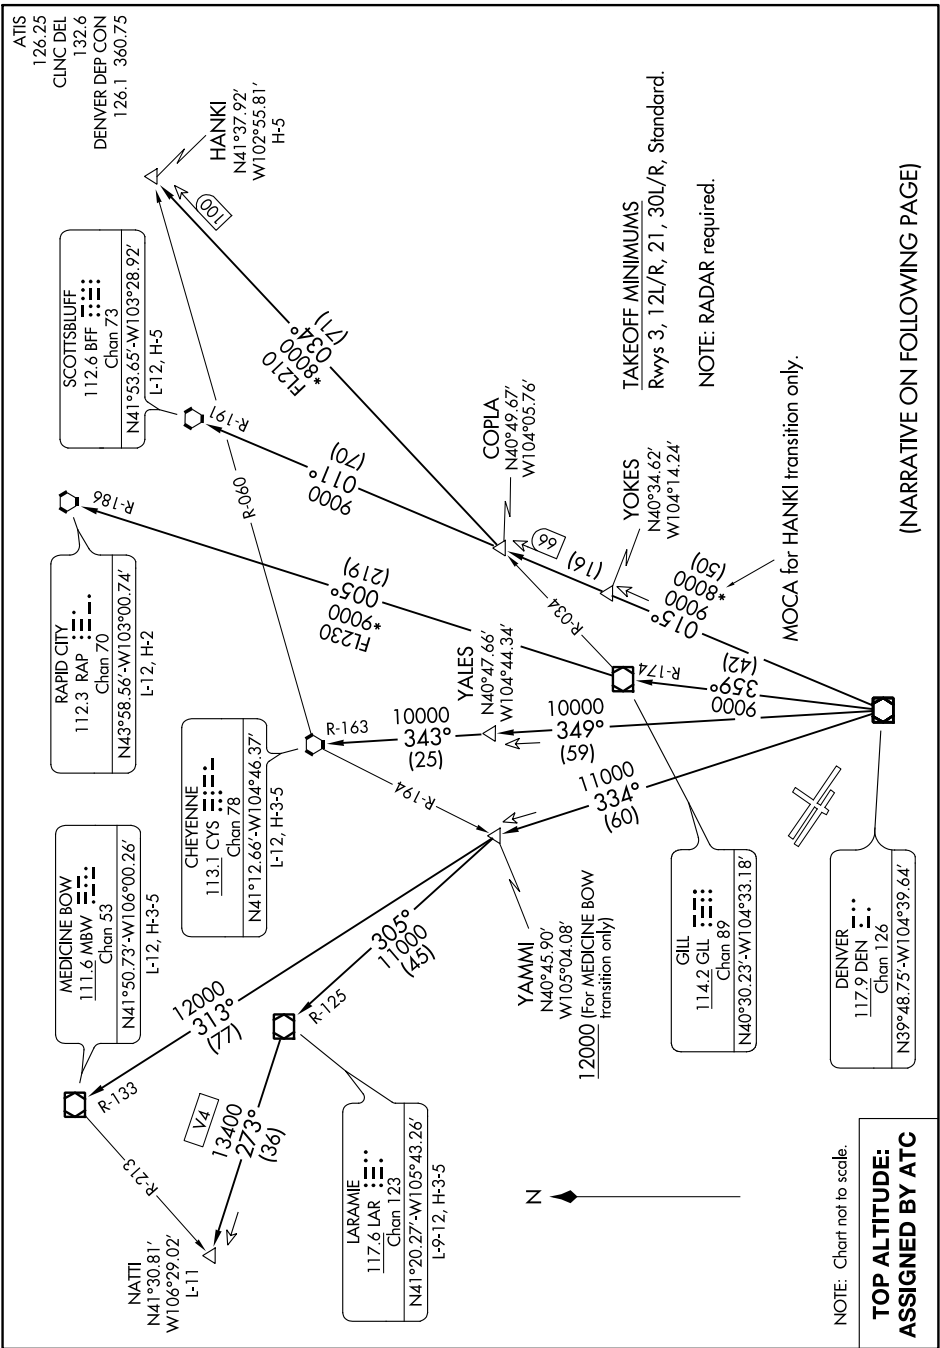 ATIS
126.25
CLNC DEL
132.6
DENVER DEP CON
126.1 360.75
HANKI
N41°37.92′
W102°55.81′
H-5
100
SCOTTSBLUFF
112.6 BFF
Chan 73
N41°53.65′-W103°28.92′
L-12, H-5
R-191
R-060
FL210
*8000
034°
(71)
9000
011°
(70)
RAPID CITY
112.3 RAP
Chan 70
N43°58.56′-W103°00.74′
L-12, H-2
R-186
FL230
*9000
005°
(219)
COPLA
N40°49.67′
W104°05.76′
66
(16)
YOKES
N40°34.62′
W104°14.24′
R-034
015°
9000
*8000
(50)
MOCA for HANKI transition only.
TAKEOFF MINIMUMS
Rwys 3, 12L/R, 21, 30L/R, Standard.
NOTE: RADAR required.
(NARRATIVE ON FOLLOWING PAGE)
CHEYENNE
113.1 CYS
Chan 78
N41°12.66′-W104°46.37′
L-12, H-3-5
R-163
R-194
10000
343°
(25)
YALES
N40°47.66′
W104°44.34′
10000
349°
(59)
R-174
9000
359°
(42)
11000
334°
(60)
MEDICINE BOW
111.6 MBW
Chan 53
N41°50.73′-W106°00.26′
L-12, H-3-5
R-133
R-213
12000
313°
(77)
305°
11000
(45)
R-125
YAMMI
N40°45.90′
W105°04.08′
12000 (For MEDICINE BOW
transition only)
GILL
114.2 GLL
Chan 89
N40°30.23′-W104°33.18′
DENVER
117.9 DEN
Chan 126
N39°48.75′-W104°39.64′
V4
13400
273°
(36)
NATTI
N41°30.81′
W106°29.02′
L-11
LARAMIE
117.6 LAR
Chan 123
N41°20.27′-W105°43.26′
L-9-12, H-3-5
N
NOTE: Chart not to scale.
TOP ALTITUDE:
ASSIGNED BY ATC